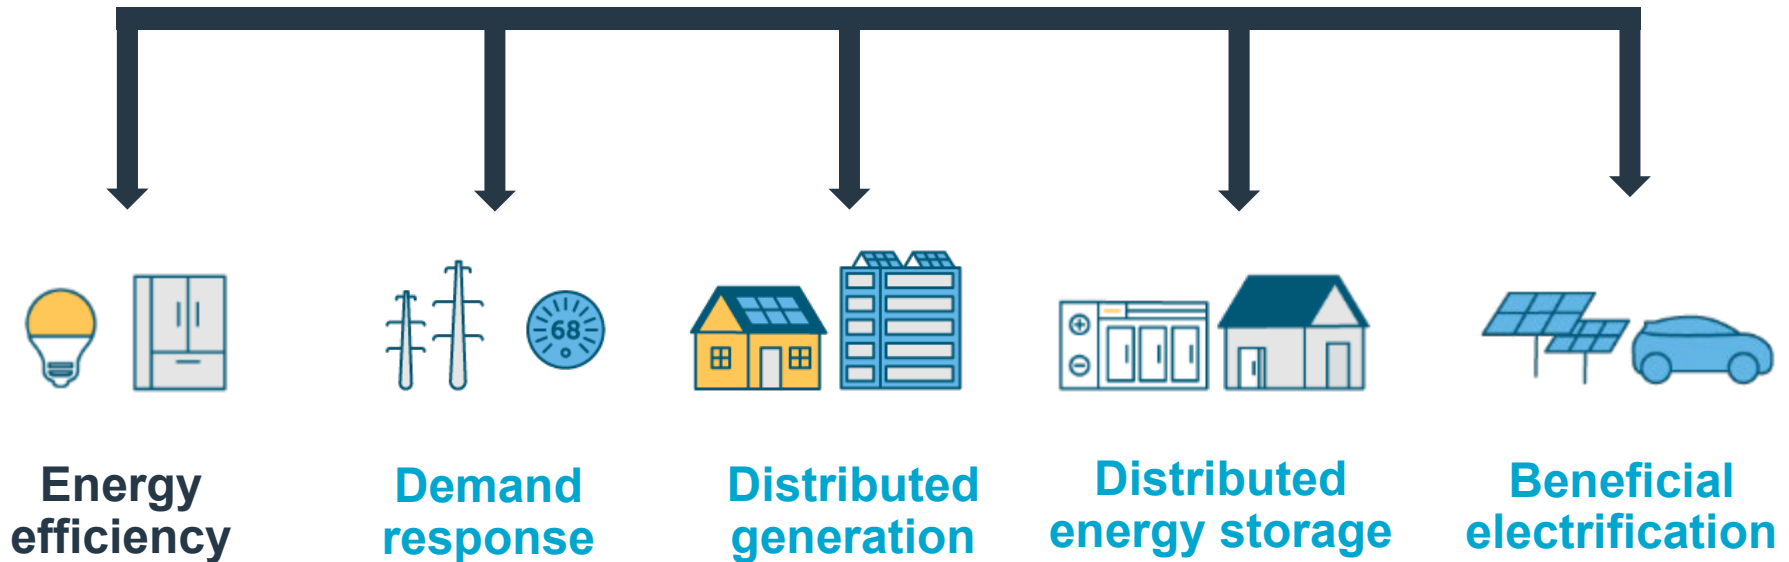 68
Energy
efficiency
Demand
response
Distributed
generation
Distributed
energy storage
Beneficial
electrification